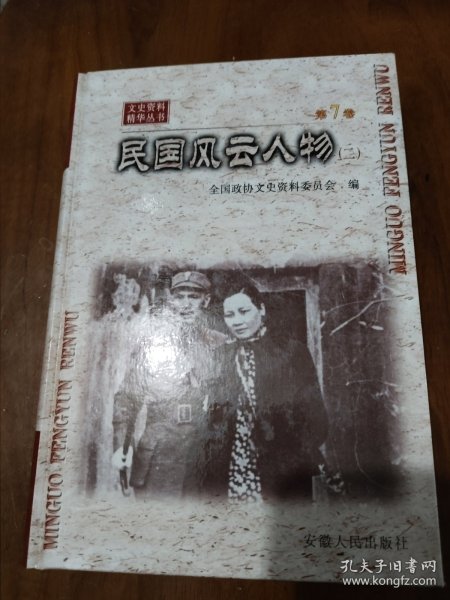 文史资料
精华丛书
第7卷
民国风云人物(二)
全国政协文史资料委员会 编
MINGUO FENGYUN RENWU
MINGUO FENGYUN RENWU
安徽人民出版社
孔夫子旧书网
www.kongfz.com